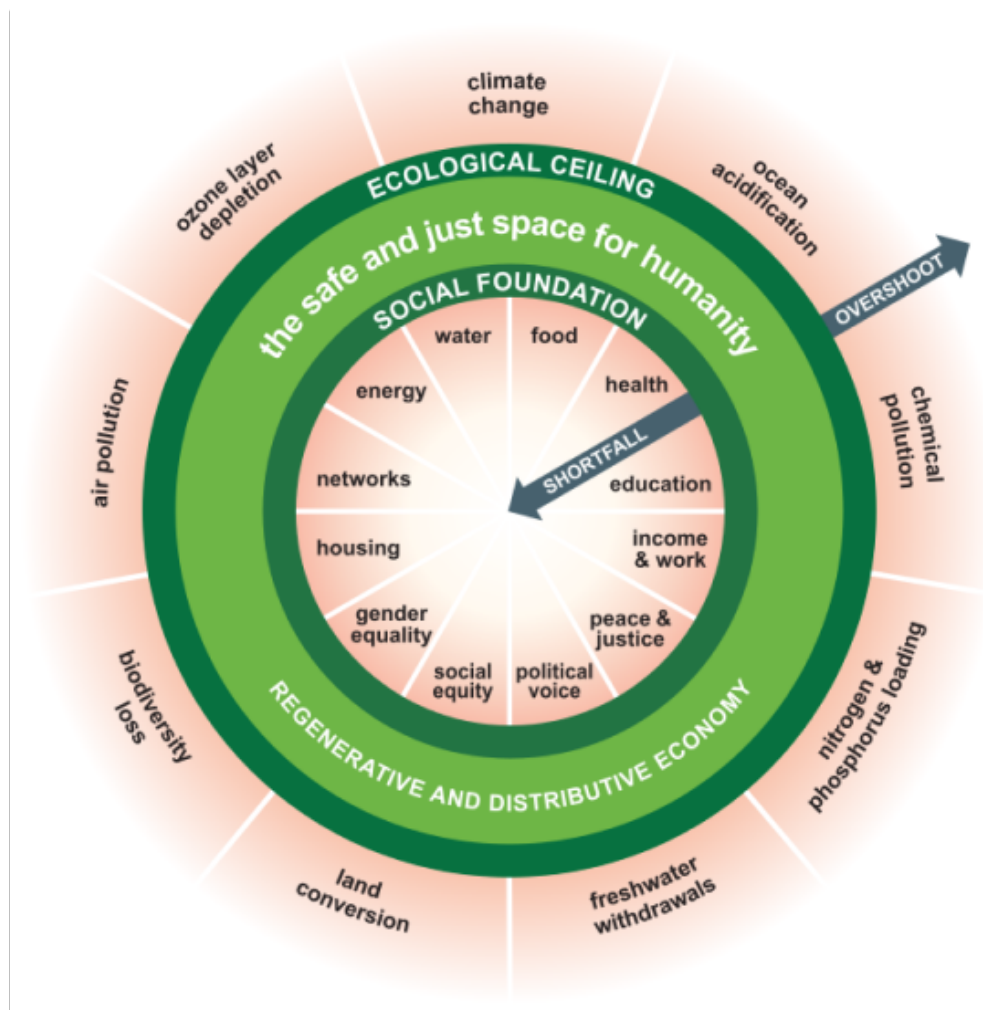 climate
change
ocean
acidification
OVERSHOOT
chemical
pollution
nitrogen &
phosphorus loading
freshwater
withdrawals
land
conversion
biodiversity
loss
air pollution
ozone layer
depletion
ECOLOGICAL CEILING
the safe and just space for humanity
SOCIAL FOUNDATION
water
food
health
SHORTFALL
education
income
& work
peace &
justice
political
voice
social
equity
gender
equality
housing
networks
energy
REGENERATIVE AND DISTRIBUTIVE ECONOMY